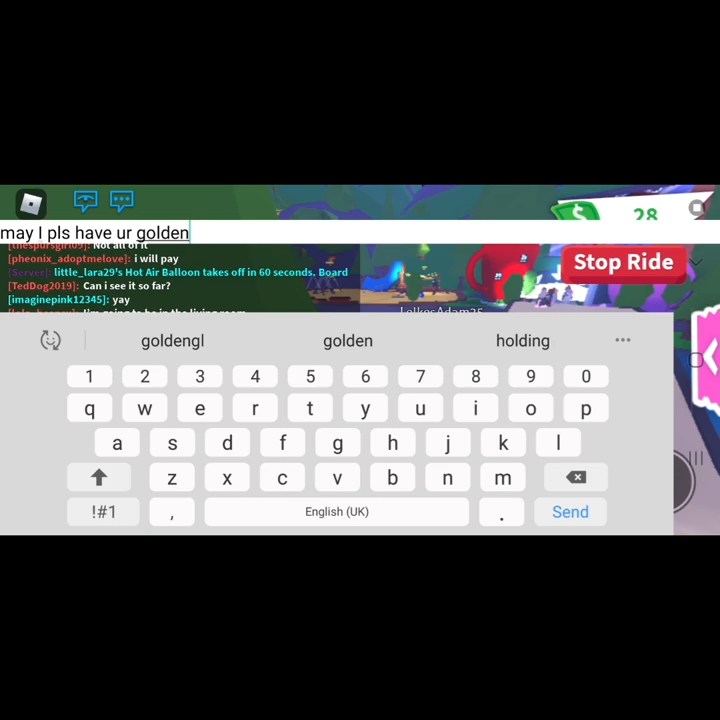 28
may I pls have ur golden
[thespursgirl09]: Not all of it
[pheonix_adoptmelove]: i will pay
[Server]: little_lara29's Hot Air Balloon takes off in 60 seconds. Board
[TedDog2019]: Can i see it so far?
[imaginepink12345]: yay
Stop Ride
LolkesAdam25
goldengl golden holding
1 2 3 4 5 6 7 8 9 0
q w e r t y u i o p
a s d f g h j k l
z x c v b n m
!#1 , English (UK) . Send